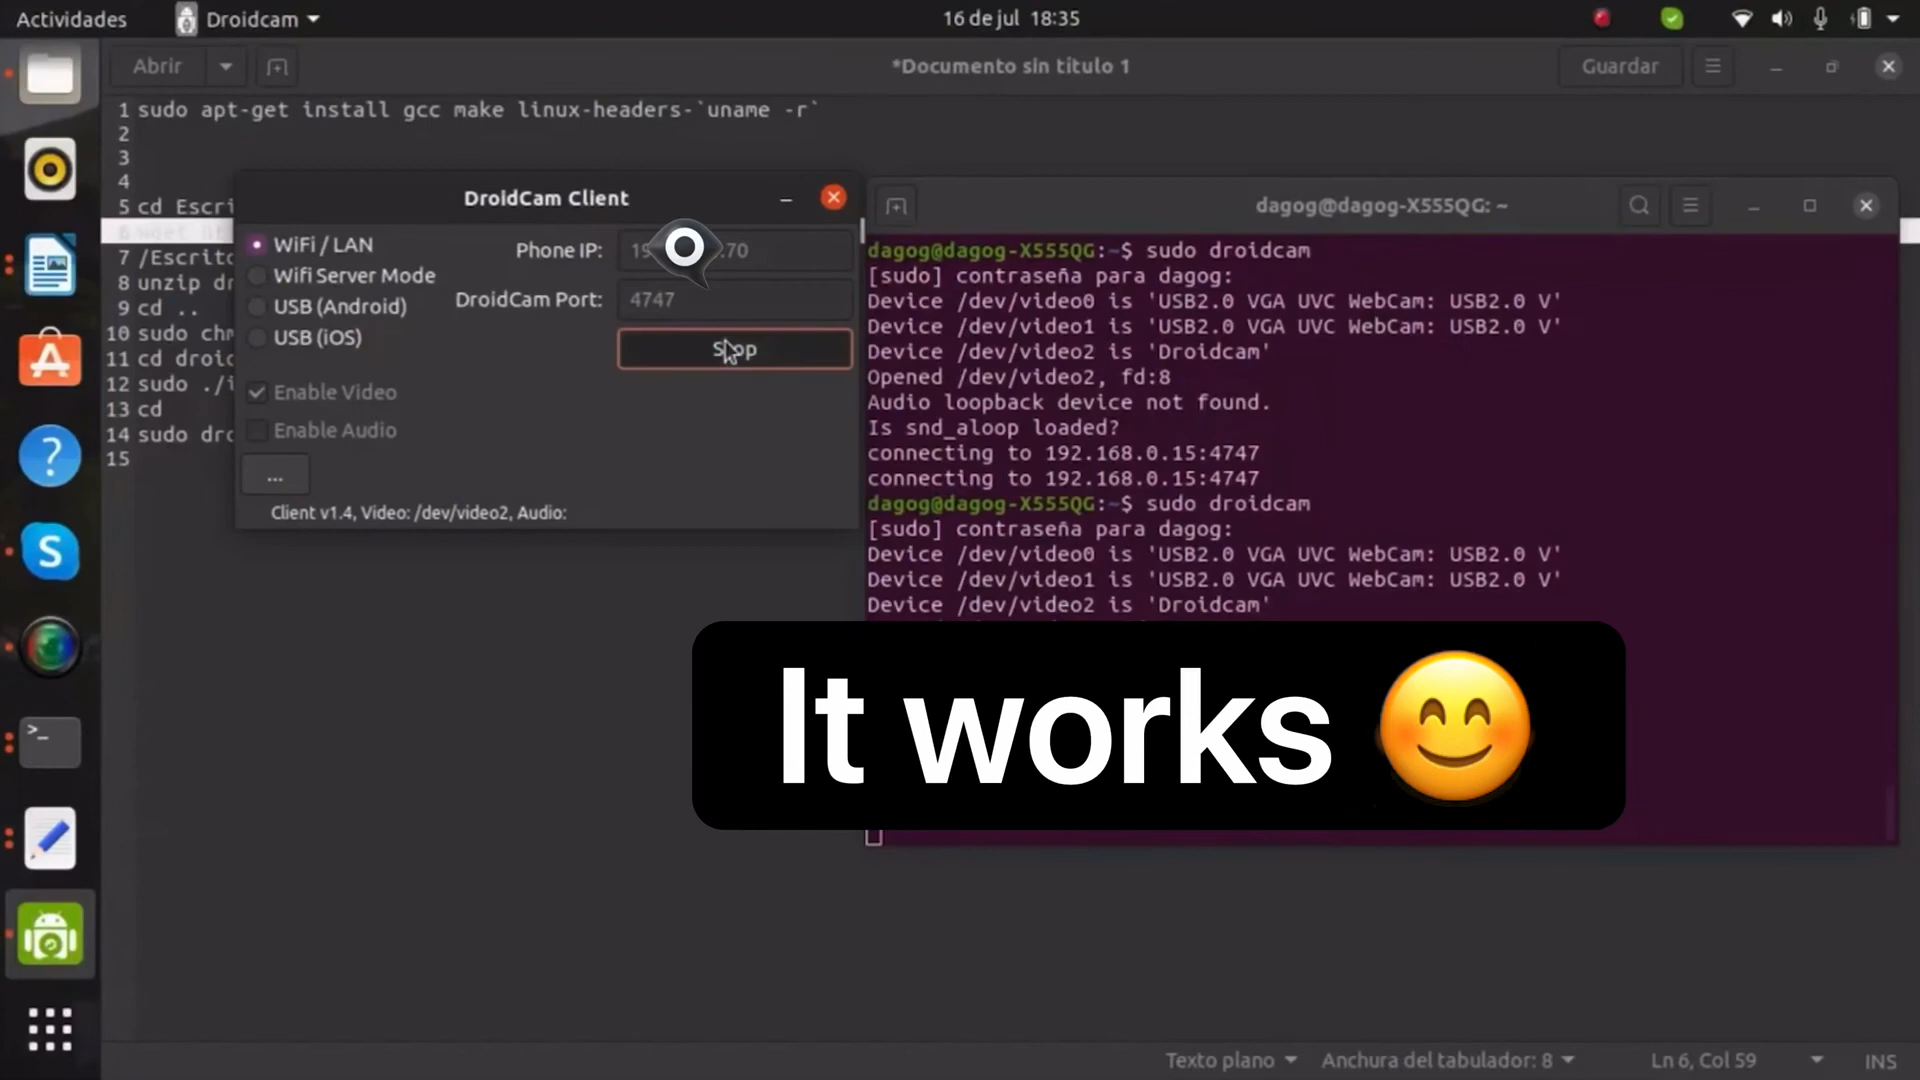 Actividades
Droidcam
16 de jul 18:35
Abrir
*Documento sin título 1
Guardar
1 sudo apt-get install gcc make linux-headers-`uname -r`
2
3
4
5 cd Escri
6
7 /Escrito
8 unzip dr
9 cd ..
10 sudo chm
11 cd droid
12 sudo ./i
13 cd
14 sudo dro
15
DroidCam Client
WiFi / LAN
Wifi Server Mode
USB (Android)
USB (iOS)
Phone IP: 19 .70
DroidCam Port: 4747
Stop
Enable Video
Enable Audio
...
Client v1.4, Video: /dev/video2, Audio:
dagog@dagog-X555QG: ~
dagog@dagog-X555QG:~$ sudo droidcam
[sudo] contraseña para dagog:
Device /dev/video0 is 'USB2.0 VGA UVC WebCam: USB2.0 V'
Device /dev/video1 is 'USB2.0 VGA UVC WebCam: USB2.0 V'
Device /dev/video2 is 'Droidcam'
Opened /dev/video2, fd:8
Audio loopback device not found.
Is snd_aloop loaded?
connecting to 192.168.0.15:4747
connecting to 192.168.0.15:4747
dagog@dagog-X555QG:~$ sudo droidcam
[sudo] contraseña para dagog:
Device /dev/video0 is 'USB2.0 VGA UVC WebCam: USB2.0 V'
Device /dev/video1 is 'USB2.0 VGA UVC WebCam: USB2.0 V'
Device /dev/video2 is 'Droidcam'
It works 😊
Texto plano
Anchura del tabulador: 8
Ln 6, Col 59
INS